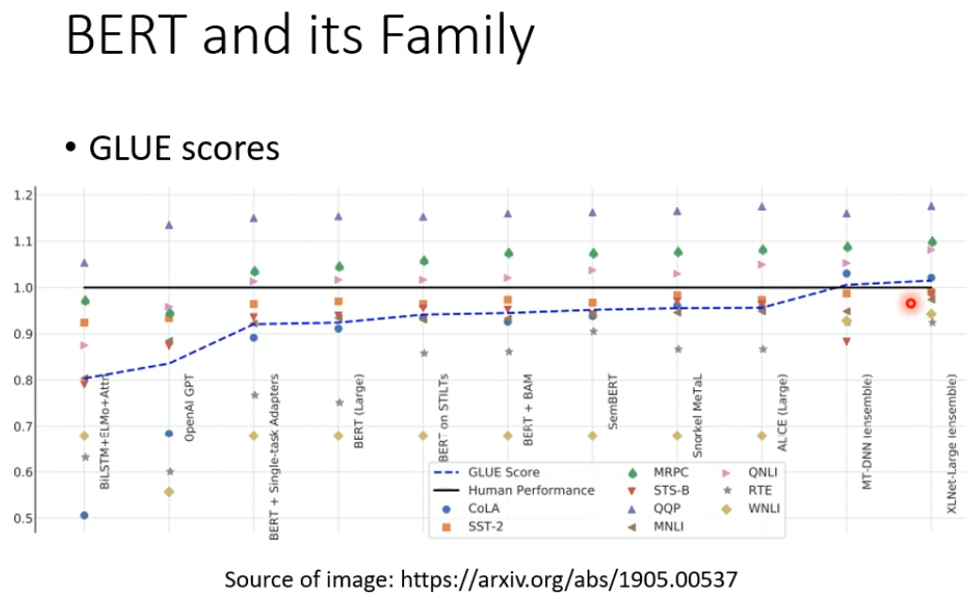 BERT and its Family
• GLUE scores
1.2
1.1
1.0
0.9
0.8
0.7
0.6
0.5
BiLSTM+ELMo+Attn
OpenAI GPT
BERT + Single-task Adapters
BERT (Large)
BERT on STILTs
BERT + BAM
SemBERT
Snorkel MeTaL
ALICE (Large)
MT-DNN (ensemble)
XLNet-Large (ensemble)
GLUE Score
Human Performance
CoLA
SST-2
MRPC
STS-B
QQP
MNLI
QNLI
RTE
WNLI
Source of image: https://arxiv.org/abs/1905.00537